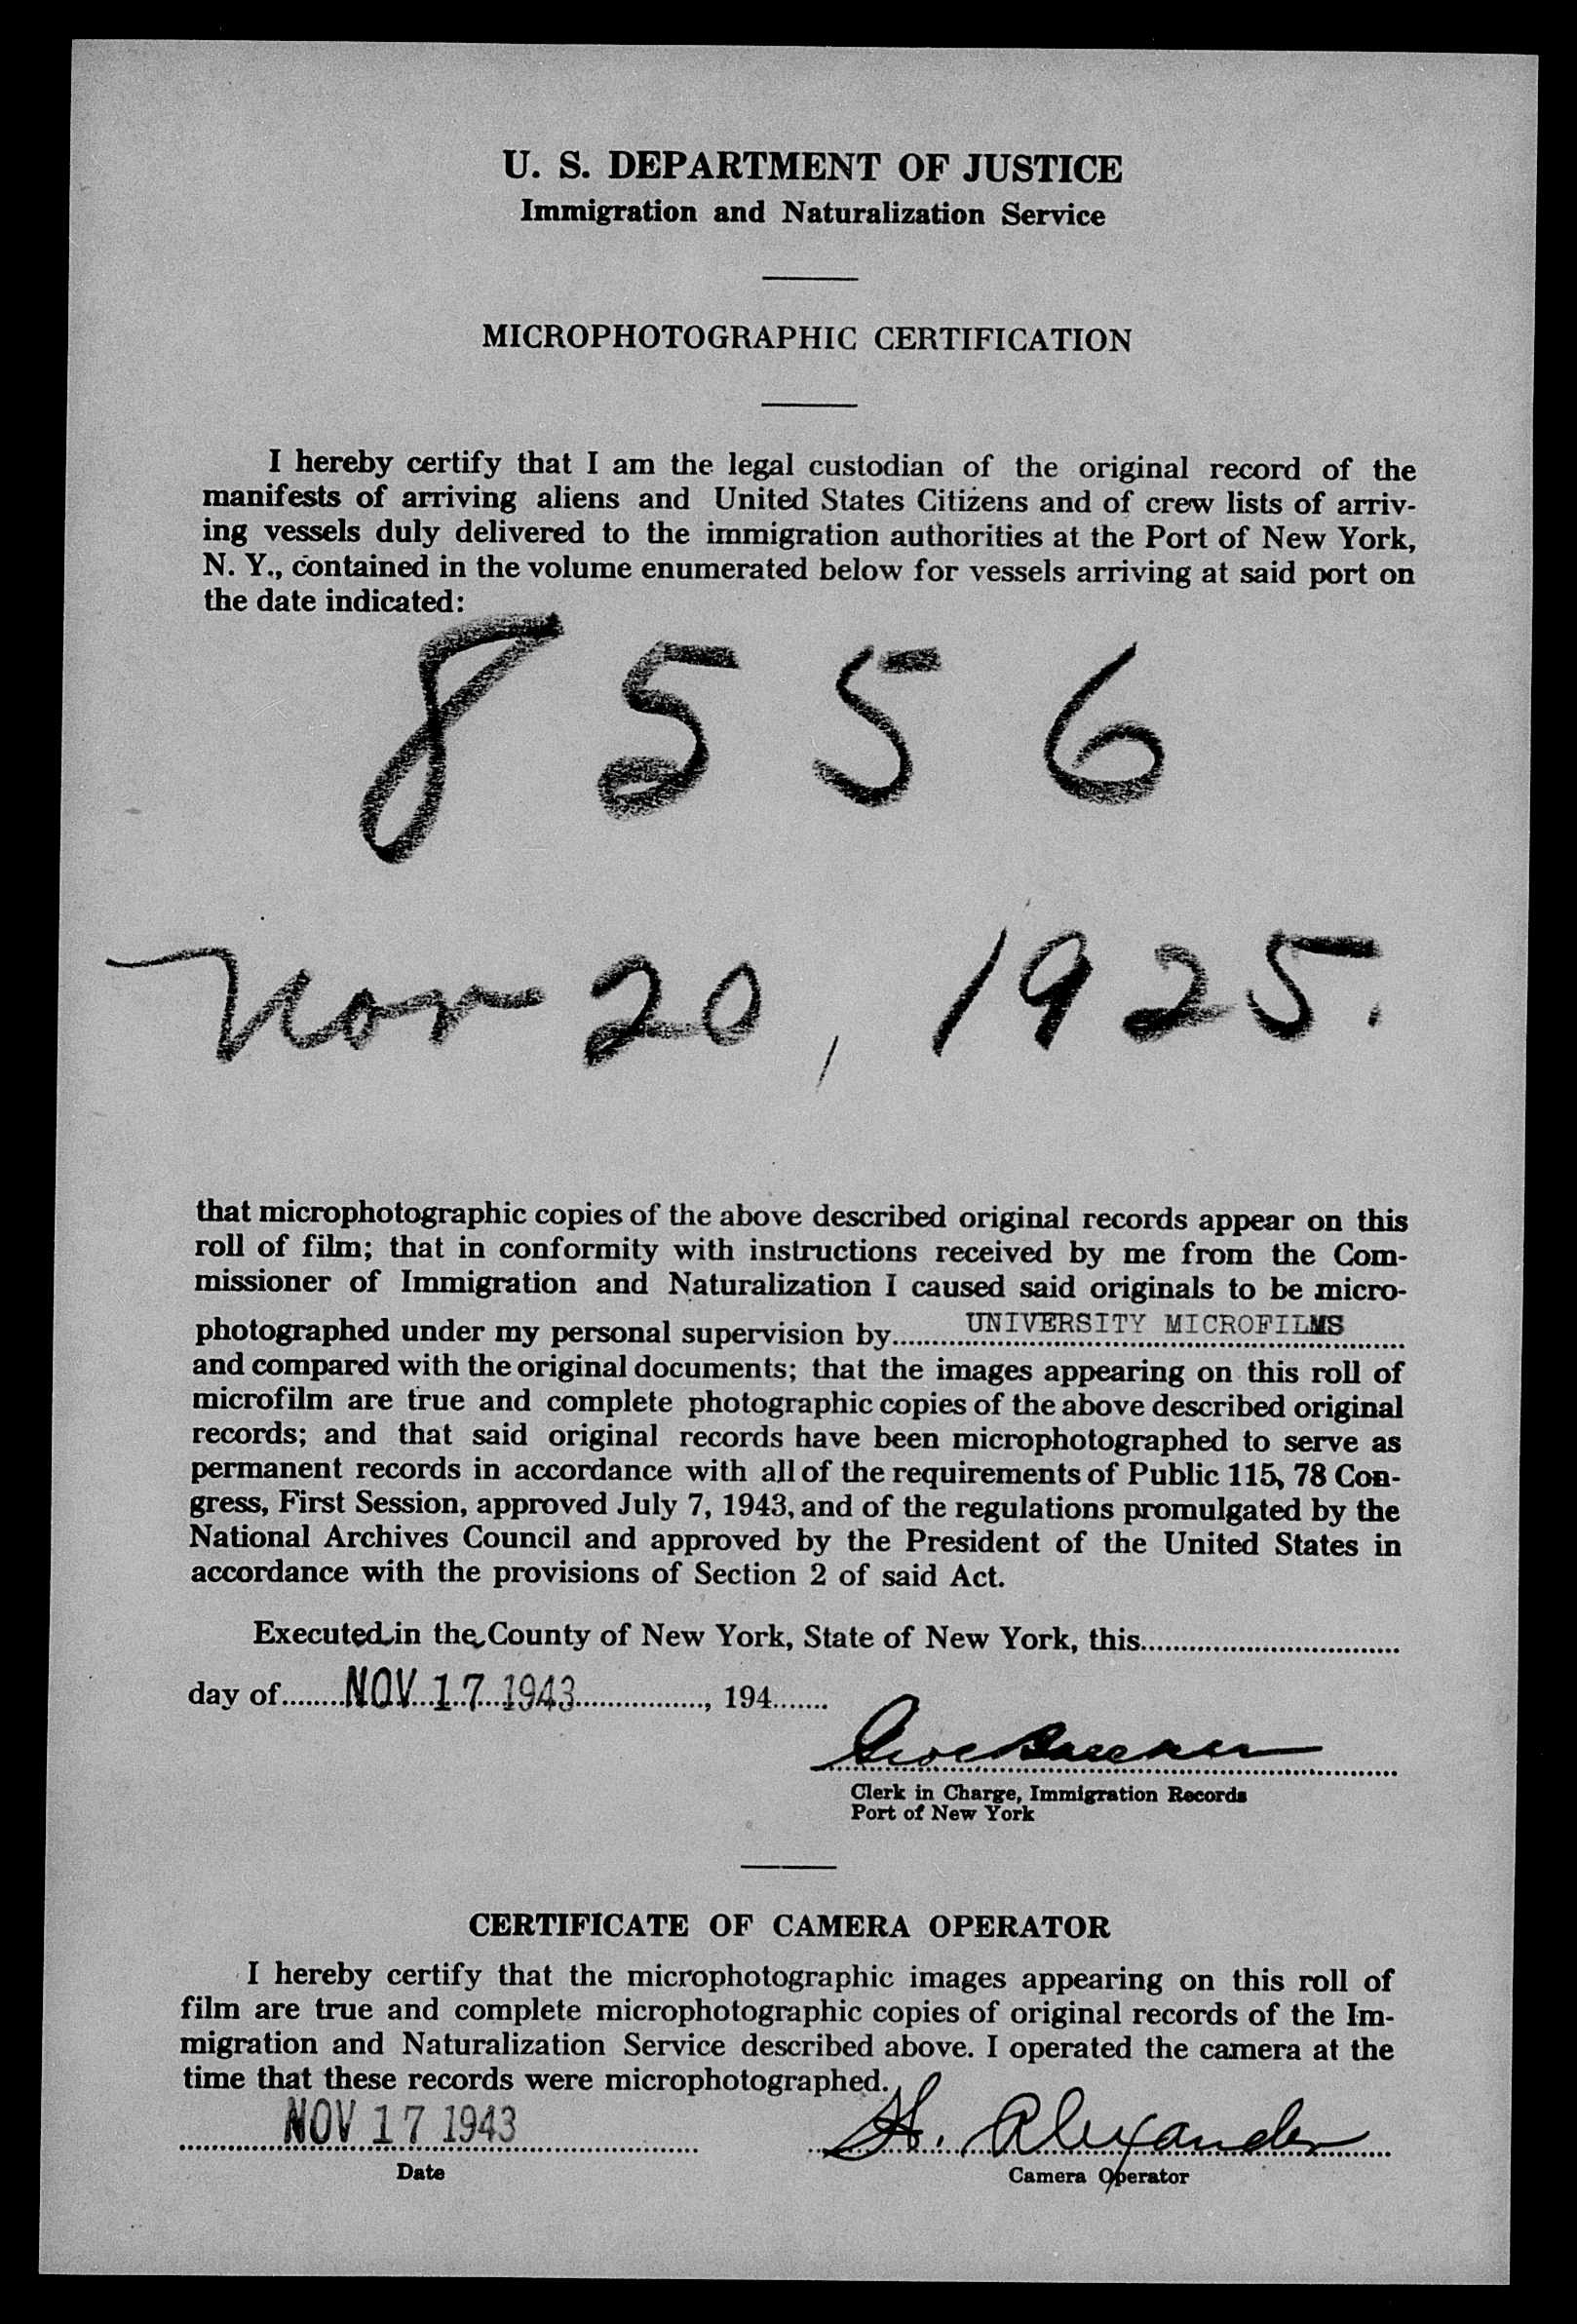 U. S. DEPARTMENT OF JUSTICE
Immigration and Naturalization Service
MICROPHOTOGRAPHIC CERTIFICATION
I hereby certify that I am the legal custodian of the original record of the
manifests of arriving aliens and United States Citizens and of crew lists of arriv-
ing vessels duly delivered to the immigration authorities at the Port of New York,
N. Y., contained in the volume enumerated below for vessels arriving at said port on
the date indicated:
8 5 5 6
Nov 20, 1925.
that microphotographic copies of the above described original records appear on this
roll of film; that in conformity with instructions received by me from the Com-
missioner of Immigration and Naturalization I caused said originals to be micro-
photographed under my personal supervision by UNIVERSITY MICROFILMS
and compared with the original documents; that the images appearing on this roll of
microfilm are true and complete photographic copies of the above described original
records; and that said original records have been microphotographed to serve as
permanent records in accordance with all of the requirements of Public 115, 78 Con-
gress, First Session, approved July 7, 1943, and of the regulations promulgated by the
National Archives Council and approved by the President of the United States in
accordance with the provisions of Section 2 of said Act.
Executed in the County of New York, State of New York, this
day of NOV 17 1943, 194
Clerk in Charge, Immigration Records
Port of New York
CERTIFICATE OF CAMERA OPERATOR
I hereby certify that the microphotographic images appearing on this roll of
film are true and complete microphotographic copies of original records of the Im-
migration and Naturalization Service described above. I operated the camera at the
time that these records were microphotographed.
NOV 17 1943 H. Alexander
Date Camera Operator